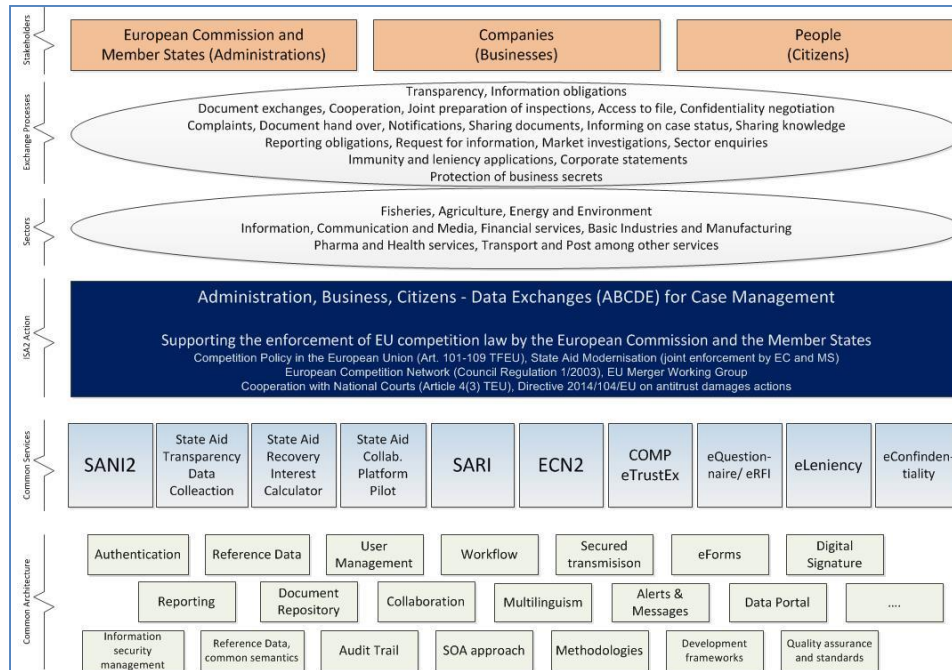 Stakeholders
European Commission and
Member States (Administrations)
Companies
(Businesses)
People
(Citizens)
Exchange Processes
Transparency, Information obligations
Document exchanges, Cooperation, Joint preparation of inspections, Access to file, Confidentiality negotiation
Complaints, Document hand over, Notifications, Sharing documents, Informing on case status, Sharing knowledge
Reporting obligations, Request for information, Market investigations, Sector enquiries
Immunity and leniency applications, Corporate statements
Protection of business secrets
Sectors
Fisheries, Agriculture, Energy and Environment
Information, Communication and Media, Financial services, Basic Industries and Manufacturing
Pharma and Health services, Transport and Post among other services
ISA2 Action
Administration, Business, Citizens - Data Exchanges (ABCDE) for Case Management
Supporting the enforcement of EU competition law by the European Commission and the Member States
Competition Policy in the European Union (Art. 101-109 TFEU), State Aid Modernisation (joint enforcement by EC and MS)
European Competition Network (Council Regulation 1/2003), EU Merger Working Group
Cooperation with National Courts (Article 4(3) TEU), Directive 2014/104/EU on antitrust damages actions
Common Services
SANI2
State Aid
Transparency
Data
Colleaction
State Aid
Recovery
Interest
Calculator
State Aid
Collab.
Platform
Pilot
SARI
ECN2
COMP
eTrustEx
eQuestion-
naire/ eRFI
eLeniency
eConfinden-
tiality
Common Architecture
Authentication
Reference Data
User
Management
Workflow
Secured
transmisison
eForms
Digital
Signature
Reporting
Document
Repository
Collaboration
Multilinguism
Alerts &
Messages
Data Portal
....
Information
security
management
Reference Data,
common semantics
Audit Trail
SOA approach
Methodologies
Development
frameworks
Quality assurance
and standards